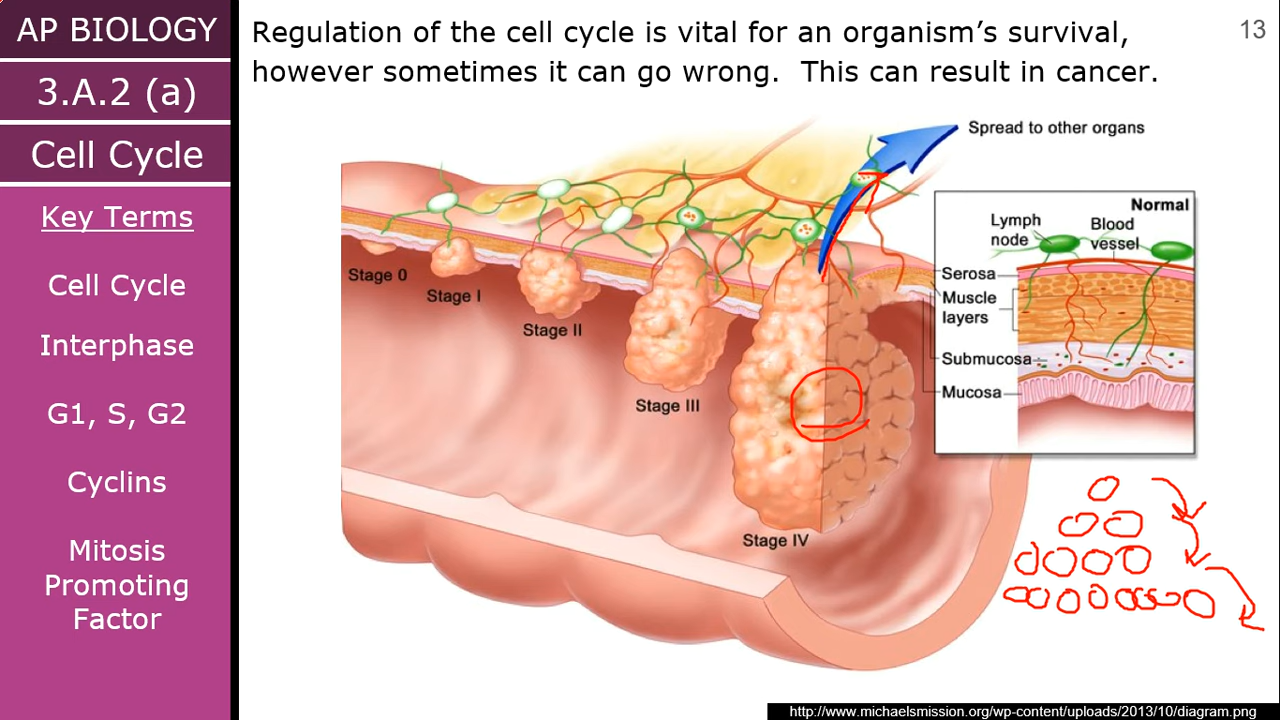 AP BIOLOGY
3.A.2 (a)
Cell Cycle
Key Terms
Cell Cycle
Interphase
G1, S, G2
Cyclins
Mitosis
Promoting
Factor
Regulation of the cell cycle is vital for an organism's survival,
however sometimes it can go wrong.  This can result in cancer.
13
Spread to other organs
Stage 0
Stage I
Stage II
Stage III
Stage IV
Normal
Lymph
node
Blood
vessel
Serosa
Muscle
layers
Submucosa
Mucosa
http://www.michaelsmission.org/wp-content/uploads/2013/10/diagram.png